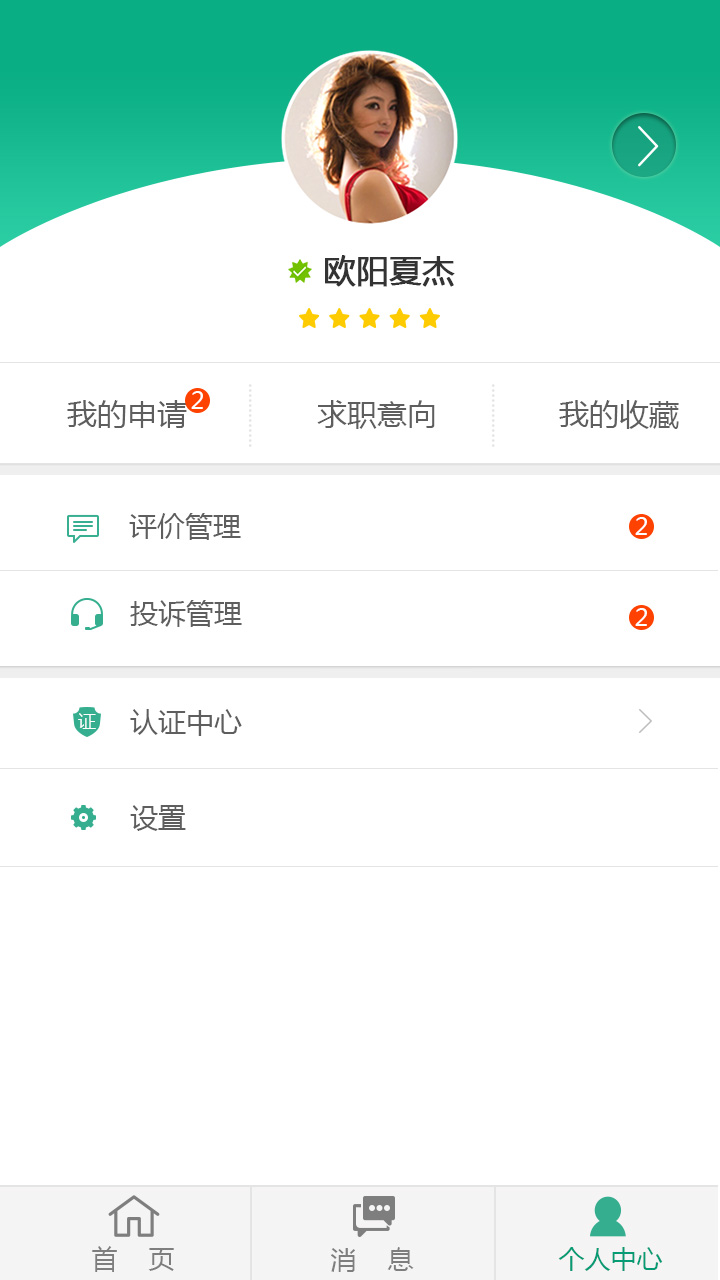 欧阳夏杰
我的申请 2 求职意向 我的收藏
评价管理 2
投诉管理 2
证 认证中心
设置
首 页 消 息 个人中心